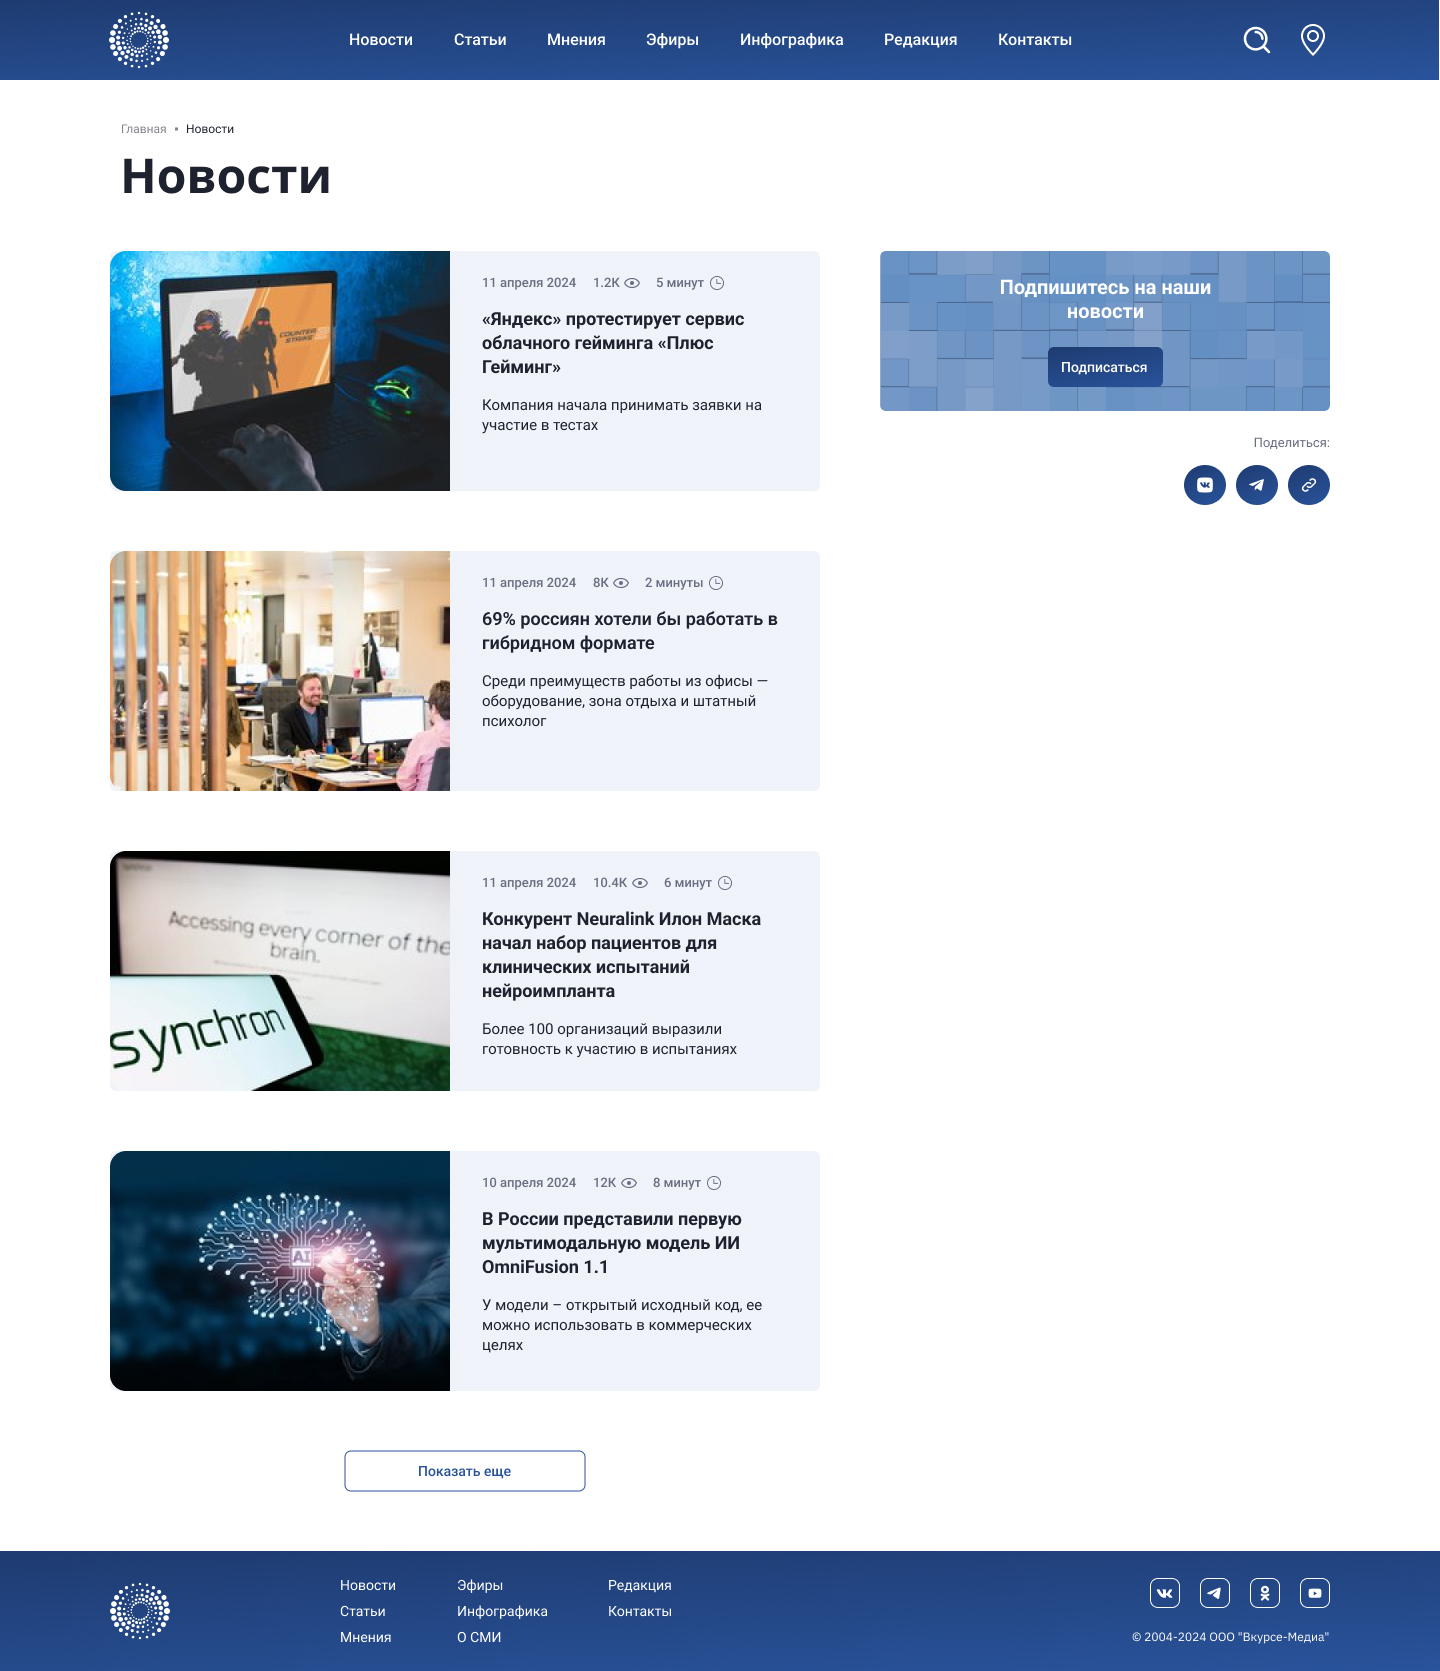 Новости Статьи Мнения Эфиры Инфографика Редакция Контакты
Главная • Новости
Новости
COUNTER
STRIKE
11 апреля 2024 1.2К 5 минут
«Яндекс» протестирует сервис
облачного гейминга «Плюс
Гейминг»
Компания начала принимать заявки на
участие в тестах
Подпишитесь на наши
новости
Подписаться
Поделиться:
11 апреля 2024 8К 2 минуты
69% россиян хотели бы работать в
гибридном формате
Среди преимуществ работы из офисы —
оборудование, зона отдыха и штатный
психолог
Accessing every corner of the
brain.
synchron
11 апреля 2024 10.4К 6 минут
Конкурент Neuralink Илон Маска
начал набор пациентов для
клинических испытаний
нейроимпланта
Более 100 организаций выразили
готовность к участию в испытаниях
AI
10 апреля 2024 12К 8 минут
В России представили первую
мультимодальную модель ИИ
OmniFusion 1.1
У модели – открытый исходный код, ее
можно использовать в коммерческих
целях
Показать еще
Новости Эфиры Редакция
Статьи Инфографика Контакты
Мнения О СМИ
© 2004-2024 ООО "Вкурсе-Медиа"